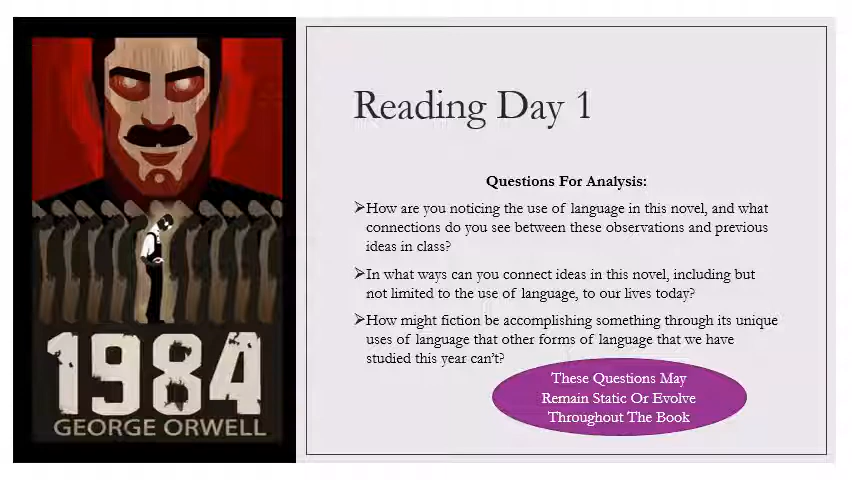 1984
GEORGE ORWELL
Reading Day 1
Questions For Analysis:
➢How are you noticing the use of language in this novel, and what
connections do you see between these observations and previous
ideas in class?
➢In what ways can you connect ideas in this novel, including but
not limited to the use of language, to our lives today?
➢How might fiction be accomplishing something through its unique
uses of language that other forms of language that we have
studied this year can't?
These Questions May
Remain Static Or Evolve
Throughout The Book